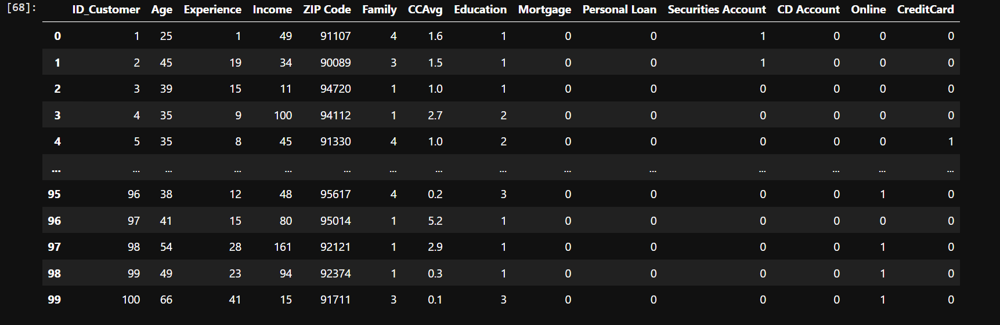 [68]: ID_Customer Age Experience Income ZIP Code Family CCAvg Education Mortgage Personal Loan Securities Account CD Account Online CreditCard
0 1 25 1 49 91107 4 1.6 1 0 0 1 0 0 0
1 2 45 19 34 90089 3 1.5 1 0 0 1 0 0 0
2 3 39 15 11 94720 1 1.0 1 0 0 0 0 0 0
3 4 35 9 100 94112 1 2.7 2 0 0 0 0 0 0
4 5 35 8 45 91330 4 1.0 2 0 0 0 0 0 1
... ... ... ... ... ... ... ... ... ... ... ... ... ... ...
95 96 38 12 48 95617 4 0.2 3 0 0 0 0 1 0
96 97 41 15 80 95014 1 5.2 1 0 0 0 0 0 0
97 98 54 28 161 92121 1 2.9 1 0 0 0 0 1 0
98 99 49 23 94 92374 1 0.3 1 0 0 0 0 1 0
99 100 66 41 15 91711 3 0.1 3 0 0 0 0 1 0